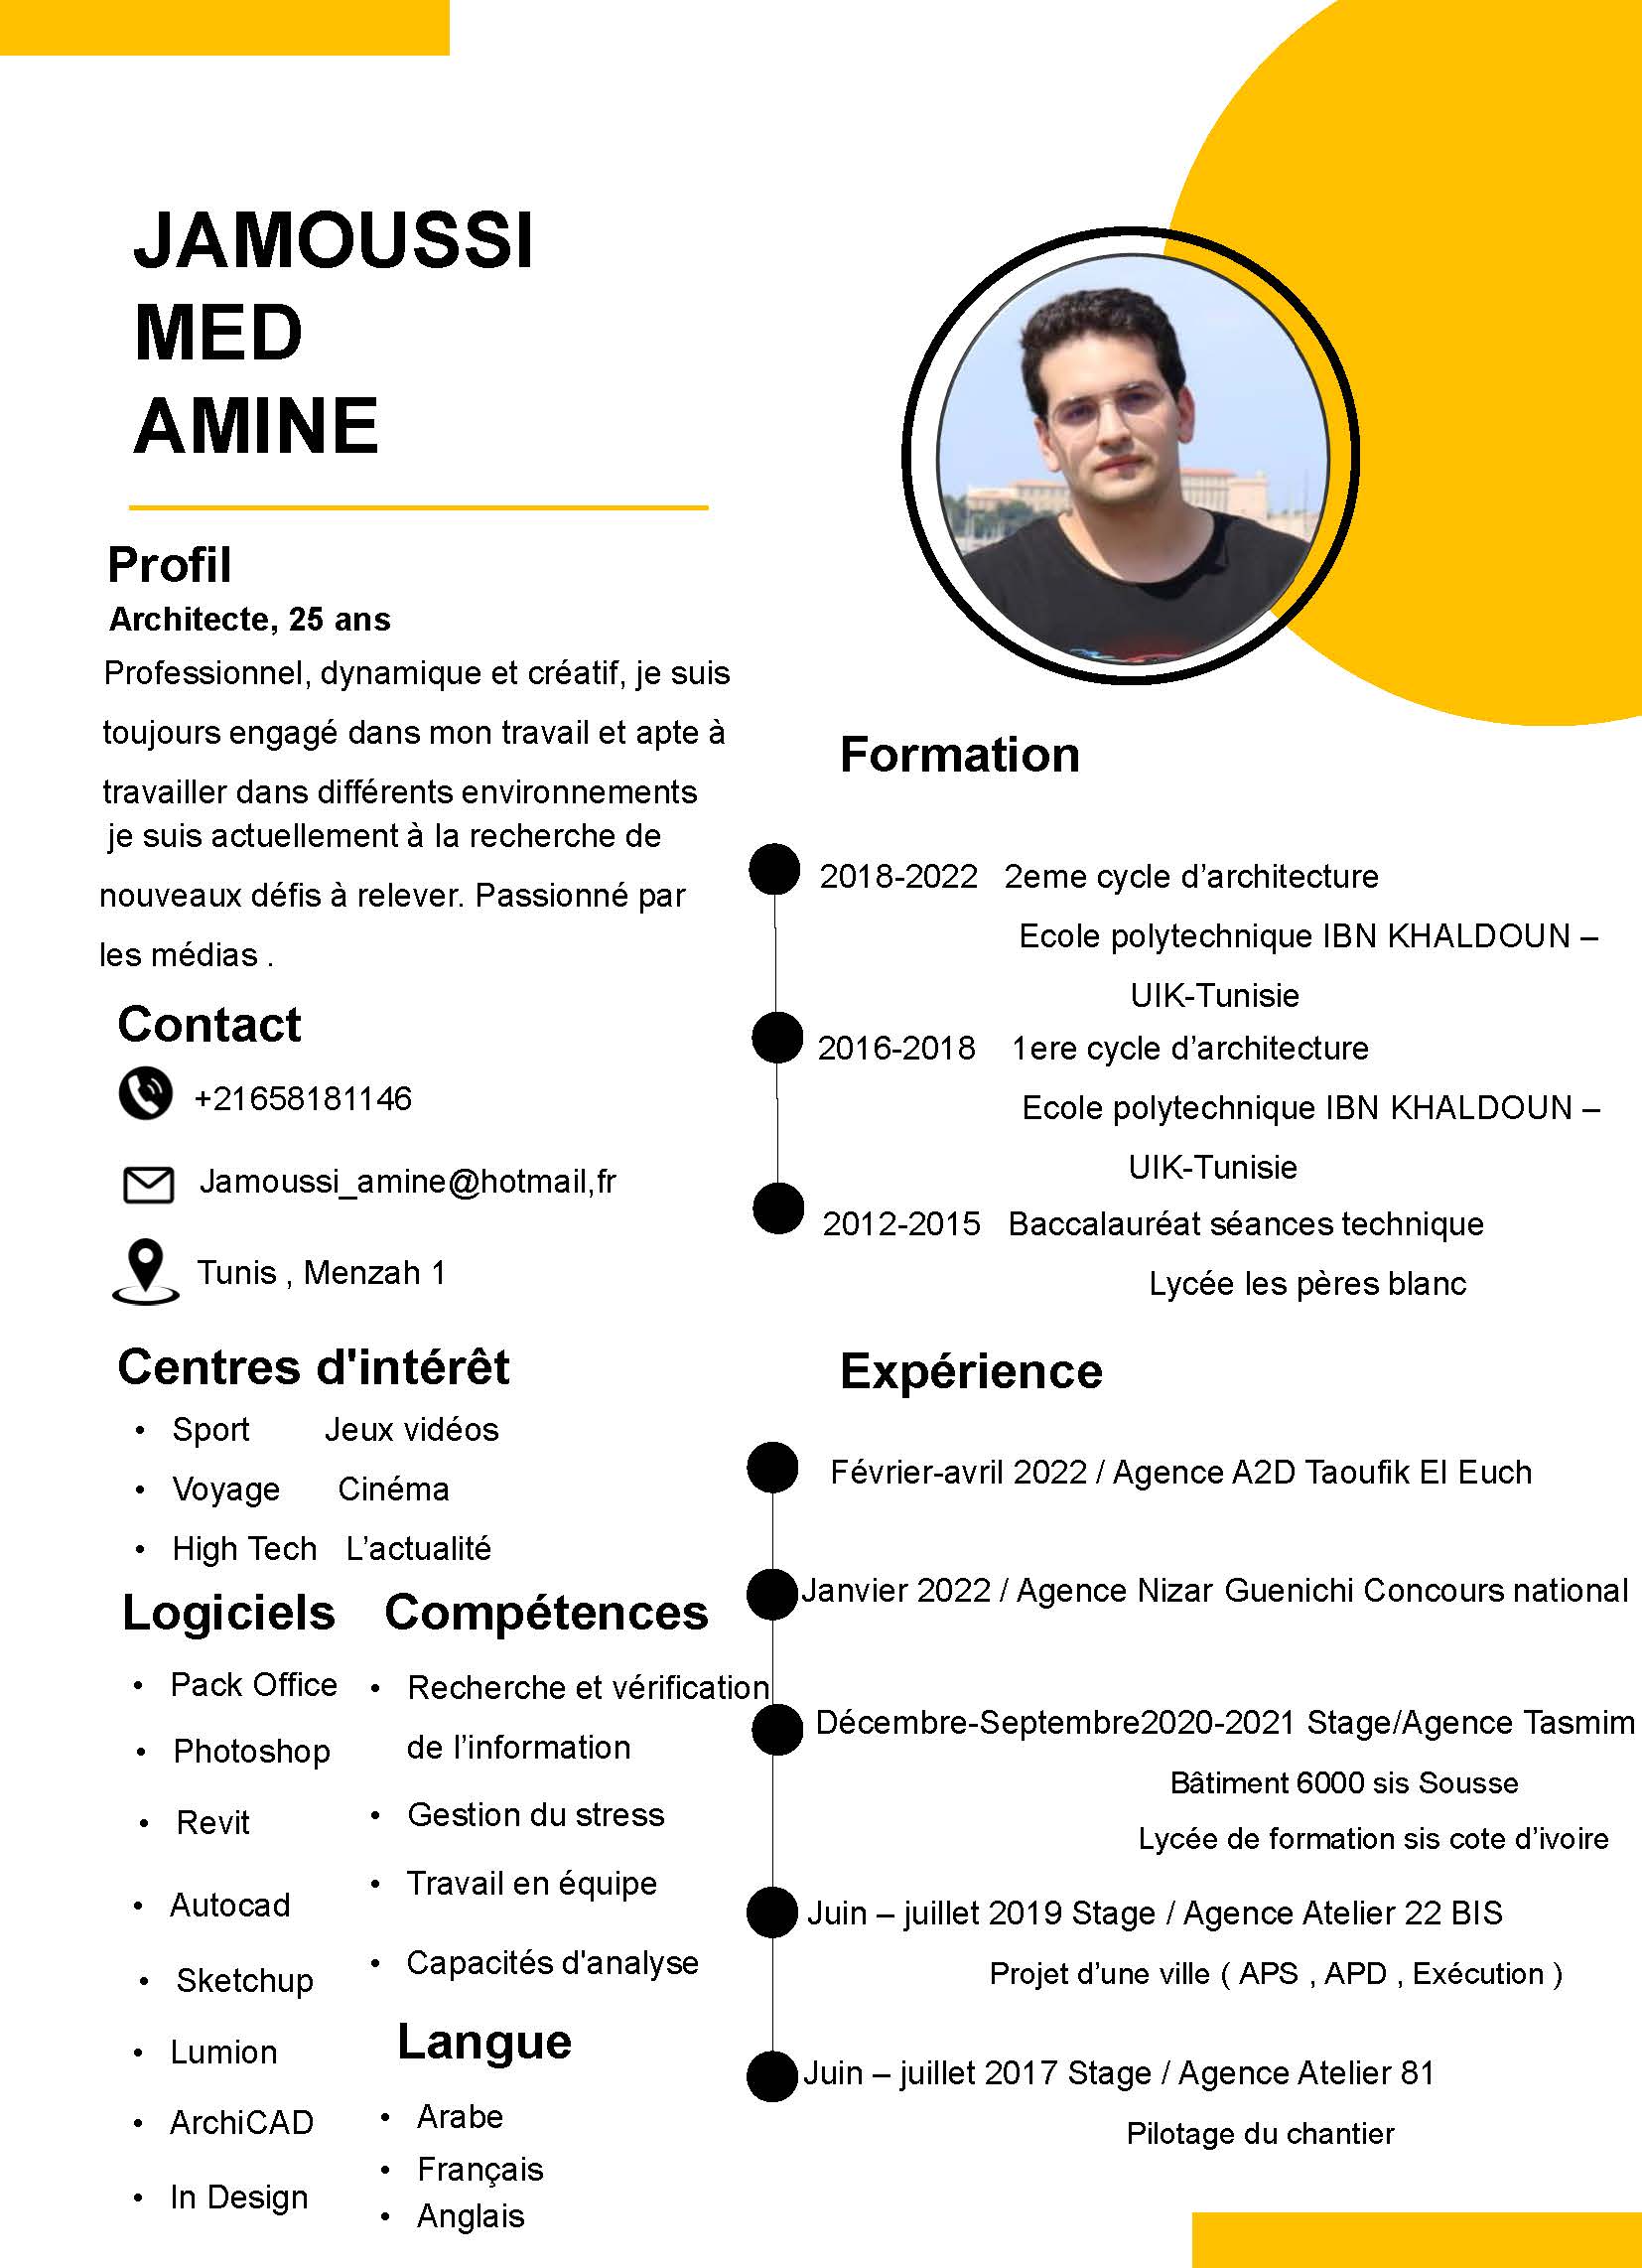 JAMOUSSI
MED
AMINE
Profil
Architecte, 25 ans
Professionnel, dynamique et créatif, je suis
toujours engagé dans mon travail et apte à
travailler dans différents environnements
je suis actuellement à la recherche de
nouveaux défis à relever. Passionné par
les médias .
Contact
+21658181146
Jamoussi_amine@hotmail,fr
Tunis , Menzah 1
Centres d'intérêt
• Sport Jeux vidéos
• Voyage Cinéma
• High Tech L’actualité
Logiciels
• Pack Office
• Photoshop
• Revit
• Autocad
• Sketchup
• Lumion
• ArchiCAD
• In Design
Compétences
• Recherche et vérification
de l’information
• Gestion du stress
• Travail en équipe
• Capacités d'analyse
Langue
• Arabe
• Français
• Anglais
Formation
2018-2022 2eme cycle d’architecture
Ecole polytechnique IBN KHALDOUN –
UIK-Tunisie
2016-2018 1ere cycle d’architecture
Ecole polytechnique IBN KHALDOUN –
UIK-Tunisie
2012-2015 Baccalauréat séances technique
Lycée les pères blanc
Expérience
Février-avril 2022 / Agence A2D Taoufik El Euch
Janvier 2022 / Agence Nizar Guenichi Concours national
Décembre-Septembre2020-2021 Stage/Agence Tasmim
Bâtiment 6000 sis Sousse
Lycée de formation sis cote d’ivoire
Juin – juillet 2019 Stage / Agence Atelier 22 BIS
Projet d’une ville ( APS , APD , Exécution )
Juin – juillet 2017 Stage / Agence Atelier 81
Pilotage du chantier